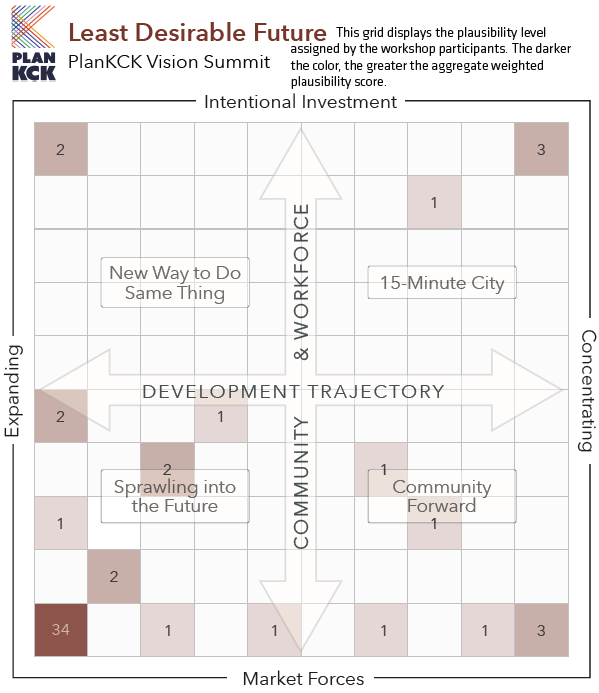 PLAN
KCK
Least Desirable Future
PlanKCK Vision Summit
This grid displays the plausibility level
assigned by the workshop participants. The darker
the color, the greater the aggregate weighted
plausibility score.
Intentional Investment
2
3
1
& WORKFORCE
New Way to Do
Same Thing
15-Minute City
Expanding
Concentrating
DEVELOPMENT TRAJECTORY
2
1
COMMUNITY
2
1
Sprawling into
the Future
Community
Forward
1
1
2
34
1
1
1
1
3
Market Forces